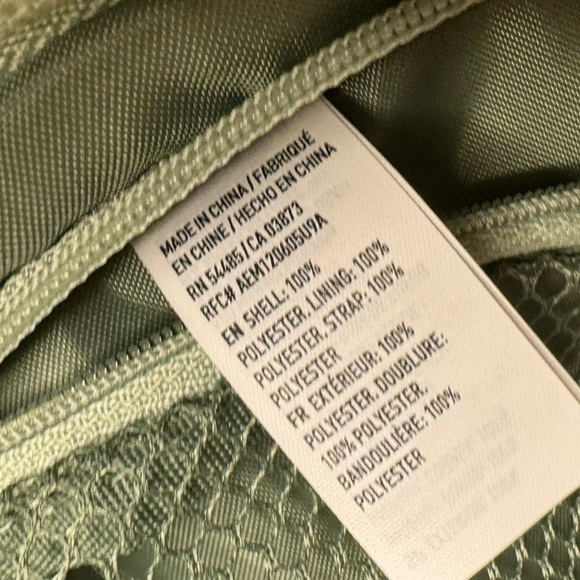 MADE IN CHINA / FABRIQUÉ
EN CHINE / HECHO EN CHINA
RN 54485 / CA 03873
RFC# AEM120605U9A
EN SHELL: 100%
POLYESTER. LINING: 100%
POLYESTER. STRAP: 100%
POLYESTER
FR EXTÉRIEUR: 100%
POLYESTER. DOUBLURE:
100% POLYESTER.
BANDOULIÈRE: 100%
POLYESTER